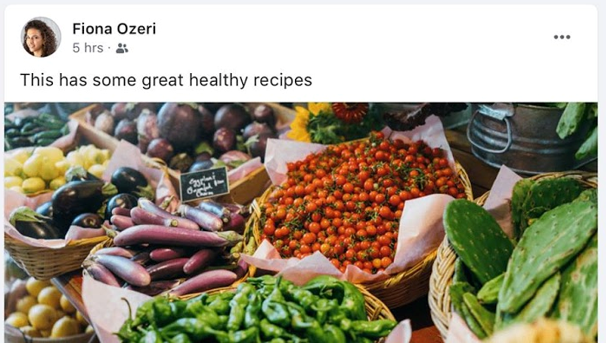 Fiona Ozeri
5 hrs ·
This has some great healthy recipes